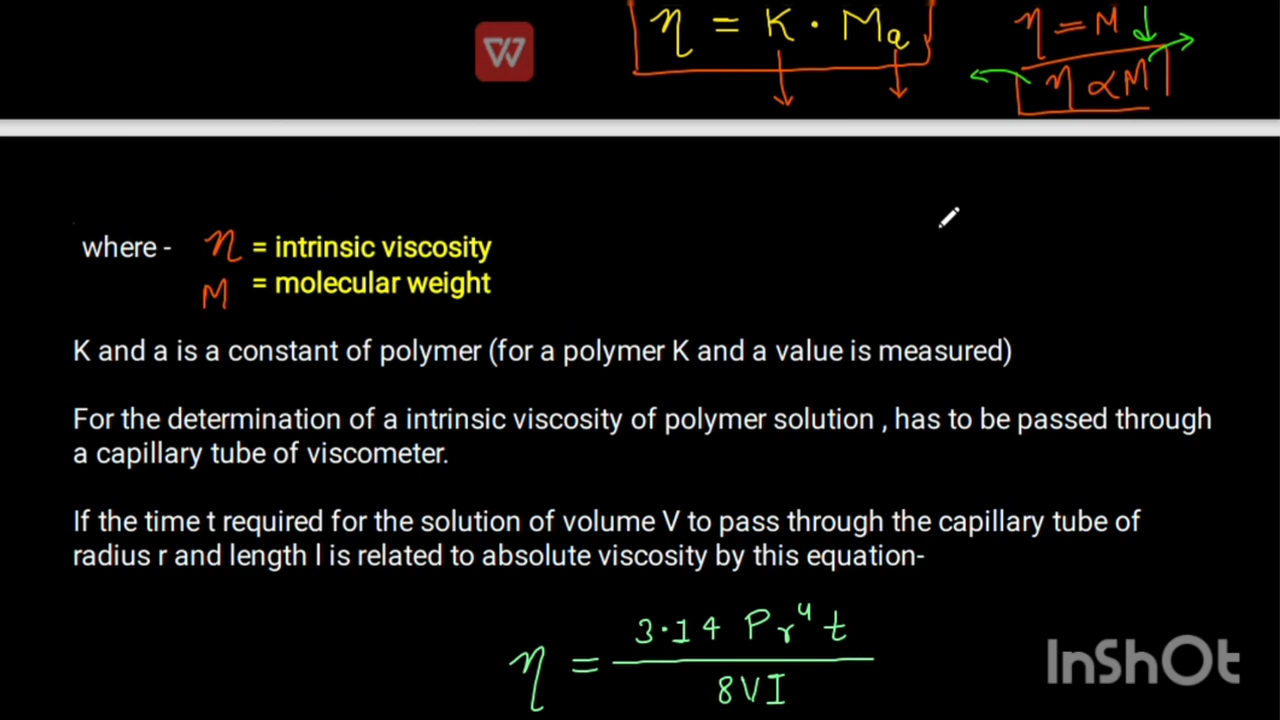 η = K · Ma
η = M ↓
η ∝ M
where - η = intrinsic viscosity
M = molecular weight
K and a is a constant of polymer (for a polymer K and a value is measured)
For the determination of a intrinsic viscosity of polymer solution , has to be passed through
a capillary tube of viscometer.
If the time t required for the solution of volume V to pass through the capillary tube of
radius r and length l is related to absolute viscosity by this equation-
η = 3.14 Pr⁴t
8VI
InShOt